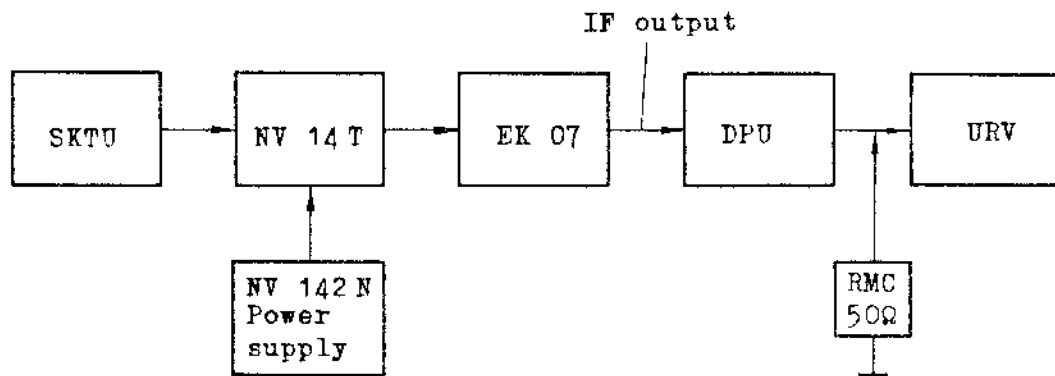 IF output
SKTU
NV 14 T
EK 07
DPU
URV
NV 142 N
Power
supply
RMC
50Ω